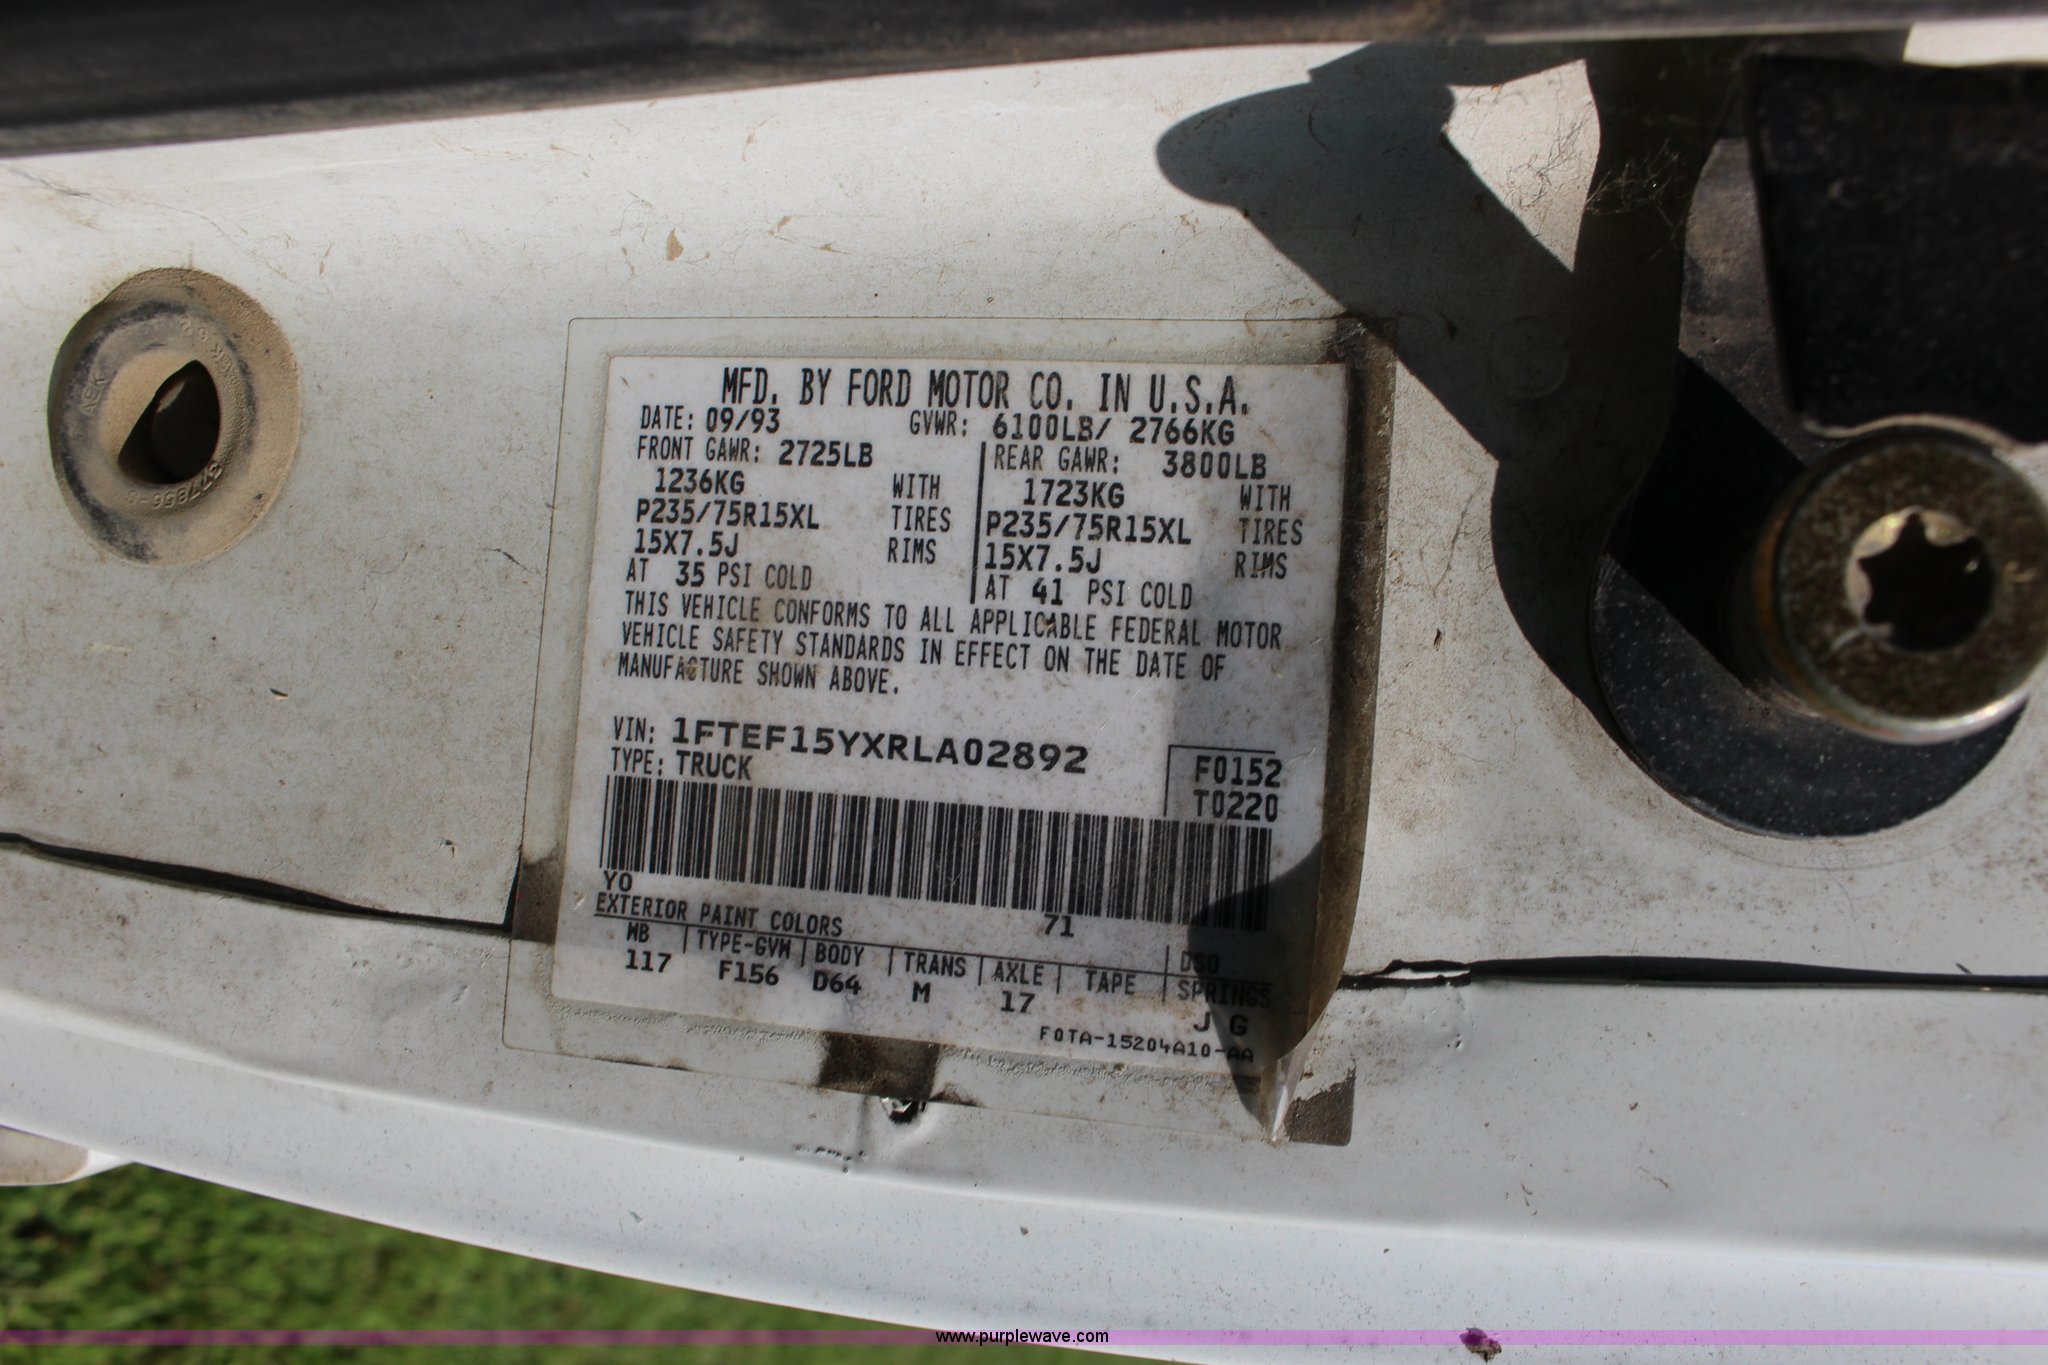 MFD. BY FORD MOTOR CO. IN U.S.A.
DATE: 09/93 GVWR: 6100LB/ 2766KG
FRONT GAWR: 2725LB REAR GAWR: 3800LB
1236KG WITH 1723KG WITH
P235/75R15XL TIRES P235/75R15XL TIRES
15X7.5J RIMS 15X7.5J RIMS
AT 35 PSI COLD AT 41 PSI COLD
THIS VEHICLE CONFORMS TO ALL APPLICABLE FEDERAL MOTOR
VEHICLE SAFETY STANDARDS IN EFFECT ON THE DATE OF
MANUFACTURE SHOWN ABOVE.
VIN: 1FTEF15YXRLA02892
TYPE: TRUCK
F0152
T0220
YO
EXTERIOR PAINT COLORS 71 DSO
WB TYPE-GVW BODY TRANS AXLE TAPE SPRINGS
117 F156 D64 M 17 J G
F0TA-15204A10-AA
AEK
www.purplewave.com